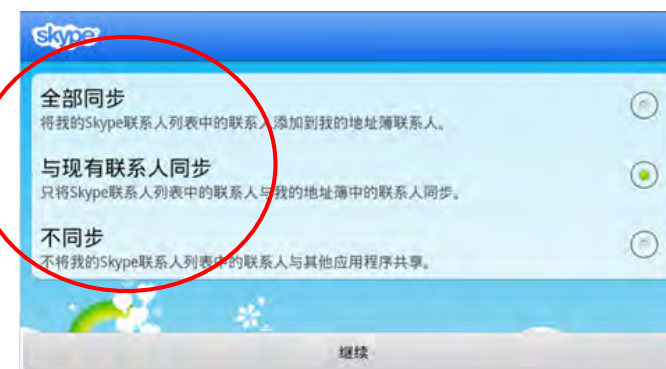 skype
全部同步
将我的Skype联系人列表中的联系人添加到我的地址簿联系人。
与现有联系人同步
只将Skype联系人列表中的联系人与我的地址簿中的联系人同步。
不同步
不将我的Skype联系人列表中的联系人与其他应用程序共享。
继续